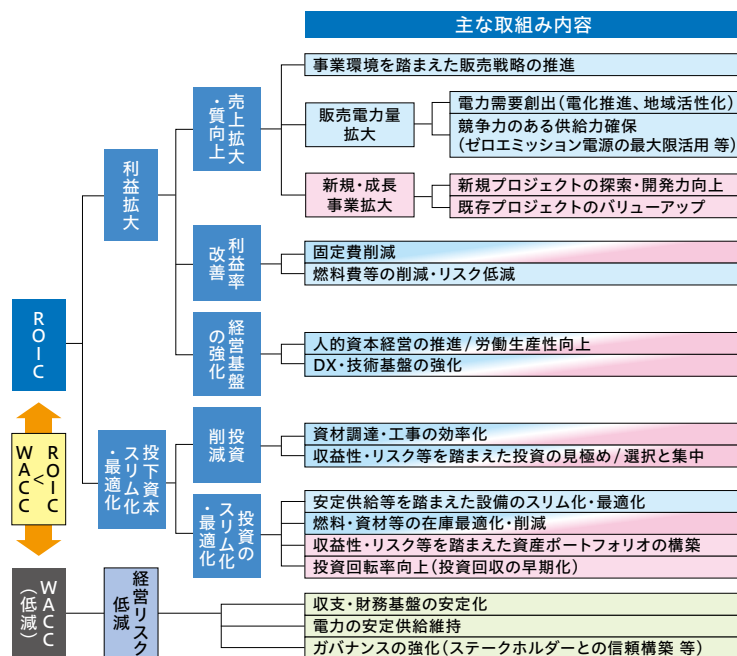 主な取組み内容
事業環境を踏まえた販売戦略の推進
売上拡大
・質向上
販売電力量
拡大
電力需要創出(電化推進、地域活性化)
競争力のある供給力確保
(ゼロエミッション電源の最大限活用 等)
新規・成長
事業拡大
新規プロジェクトの探索・開発力向上
既存プロジェクトのバリューアップ
利益拡大
利益率
改善
固定費削減
燃料費等の削減・リスク低減
経営基盤
の強化
人的資本経営の推進/労働生産性向上
DX・技術基盤の強化
ROIC
投下資本
スリム化
・最適化
投資
削減
資材調達・工事の効率化
収益性・リスク等を踏まえた投資の見極め/選択と集中
投資の
スリム化
・最適化
安定供給等を踏まえた設備のスリム化・最適化
燃料・資材等の在庫最適化・削減
収益性・リスク等を踏まえた資産ポートフォリオの構築
投資回転率向上(投資回収の早期化)
ROIC
>
WACC
WACC
(低減)
経営リスク
低減
収支・財務基盤の安定化
電力の安定供給維持
ガバナンスの強化(ステークホルダーとの信頼構築 等)